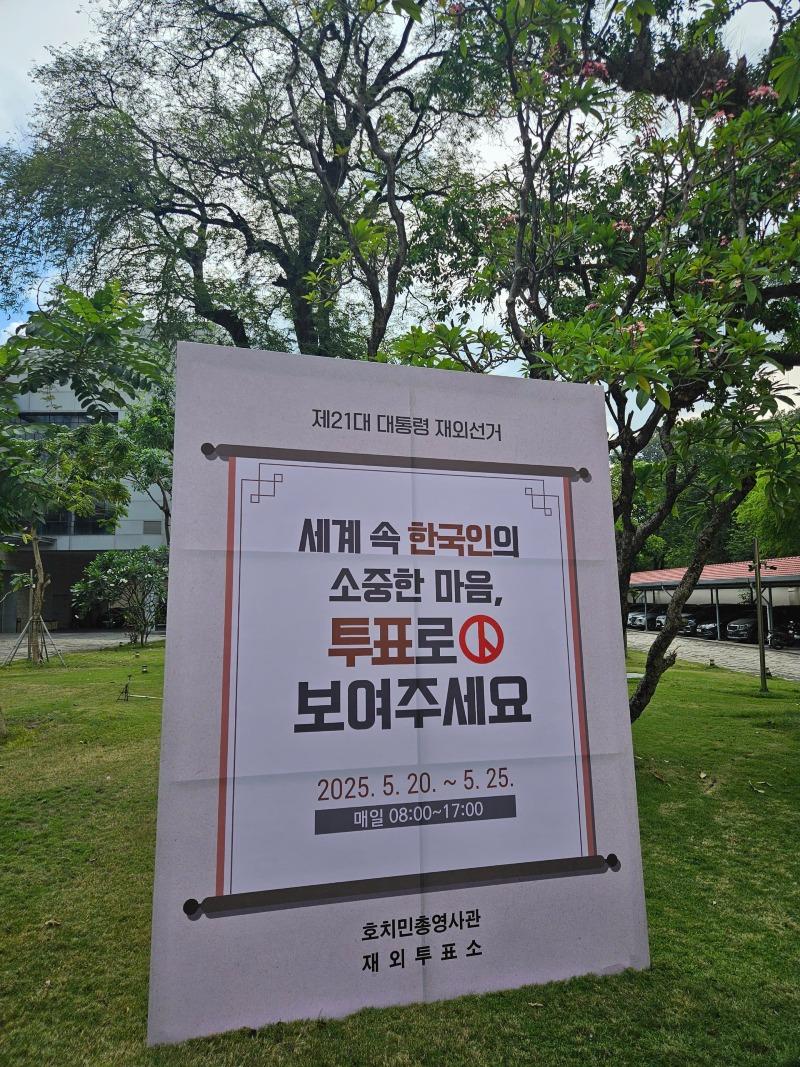 제21대 대통령 재외선거
세계 속 한국인의
소중한 마음,
투표로
보여주세요
2025. 5. 20. ~ 5. 25.
매일 08:00~17:00
호치민총영사관
재외투표소